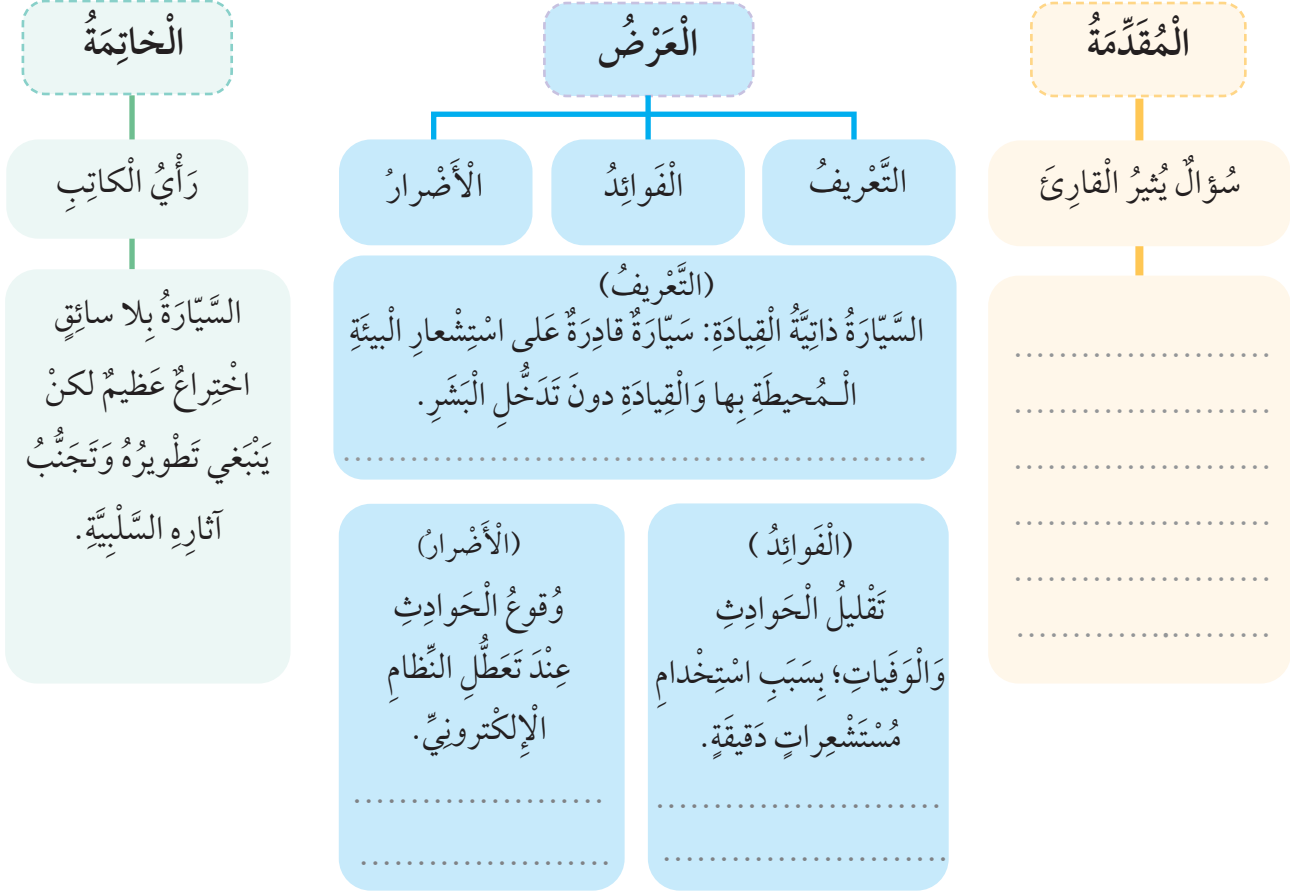 الْمُقَدِّمَةُ
سُؤالٌ يُثيرُ الْقارِئَ
........................
........................
........................
........................
........................
........................
الْعَرْضُ
التَّعْريفُ
الْفَوائِدُ
الْأَضْرارُ
(التَّعْريفُ)
السَّيّارَةُ ذاتِيَّةُ الْقِيادَةِ: سَيّارَةٌ قادِرَةٌ عَلى اسْتِشْعارِ الْبيئَةِ
الْـمُحيطَةِ بِها وَالْقِيادَةِ دونَ تَدَخُّلِ الْبَشَرِ.
........................................................
(الْفَوائِدُ )
تَقْليلُ الْحَوادِثِ
وَالْوَفَياتِ؛ بِسَبَبِ اسْتِخْدامِ
مُسْتَشْعِراتٍ دَقيقَةٍ.
...........................
...........................
(الْأَضْرارُ)
وُقوعُ الْحَوادِثِ
عِنْدَ تَعَطُّلِ النِّظامِ
الْإِلكْترونِيِّ.
........................
........................
الْخاتِمَةُ
رَأْيُ الْكاتِبِ
السَّيّارَةُ بِلا سائِقٍ
اخْتِراعٌ عَظيمٌ لكنْ
يَنْبَغي تَطْويرُهُ وَتَجَنُّبُ
آثارِهِ السَّلْبِيَّةِ.